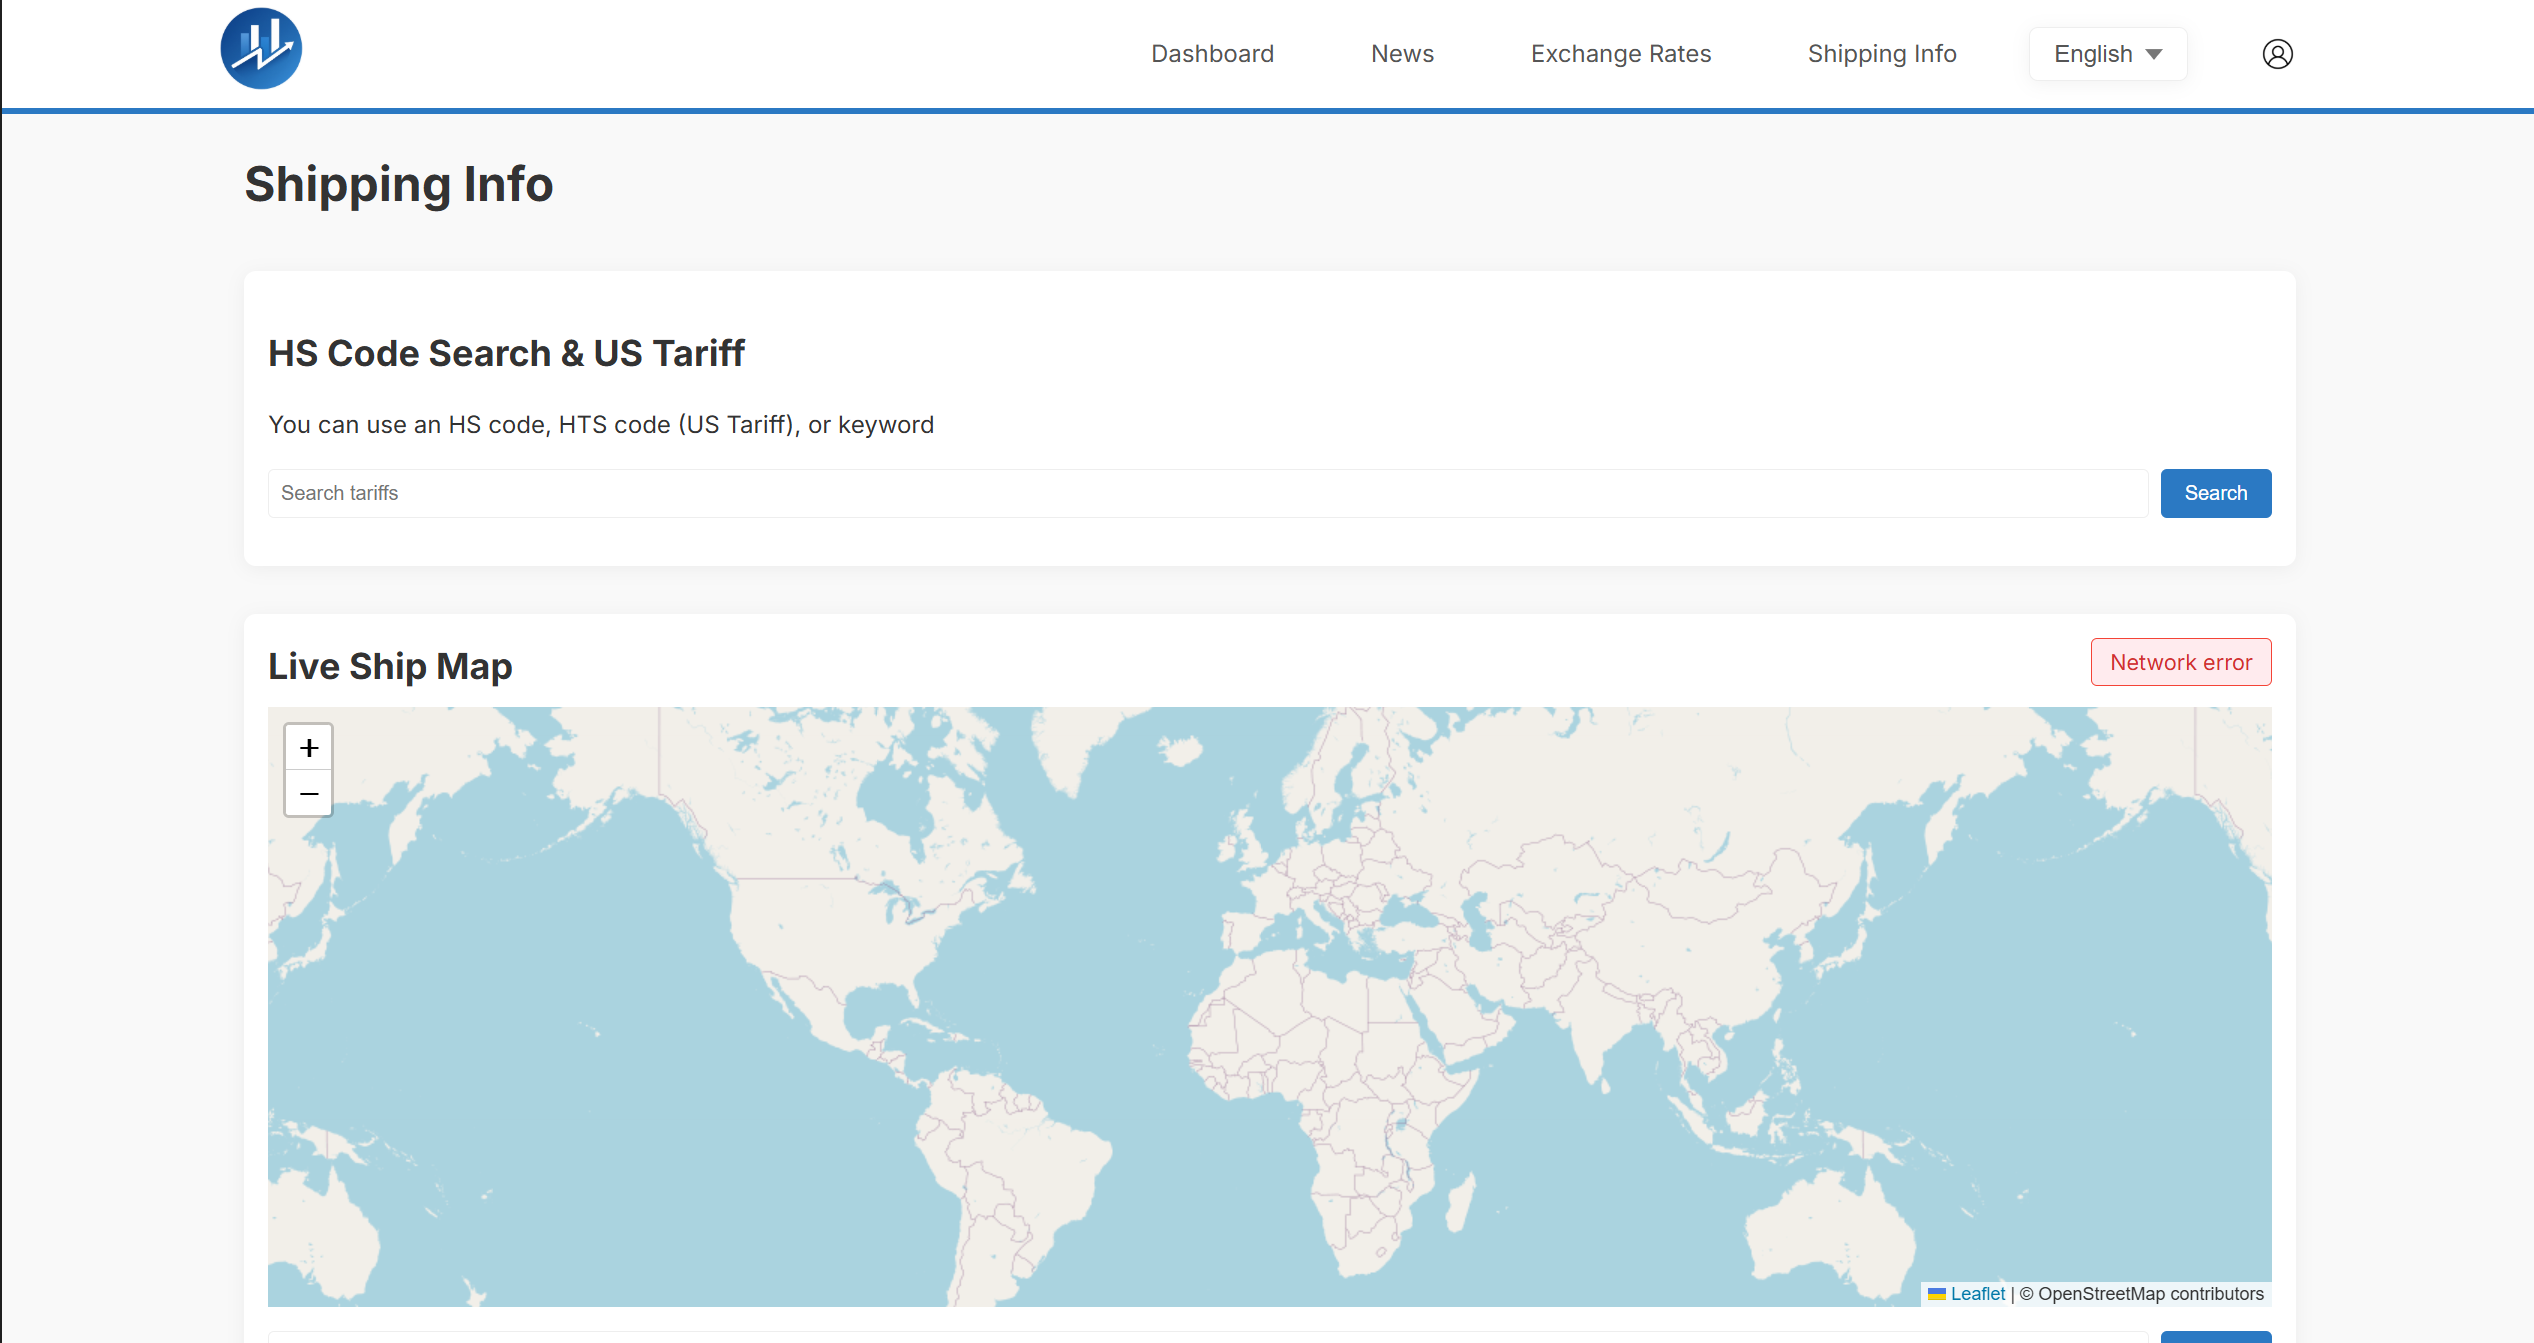 Dashboard
News
Exchange Rates
Shipping Info
English
Shipping Info
HS Code Search & US Tariff
You can use an HS code, HTS code (US Tariff), or keyword
Search tariffs
Search
Live Ship Map
Network error
+
−
Leaflet | © OpenStreetMap contributors